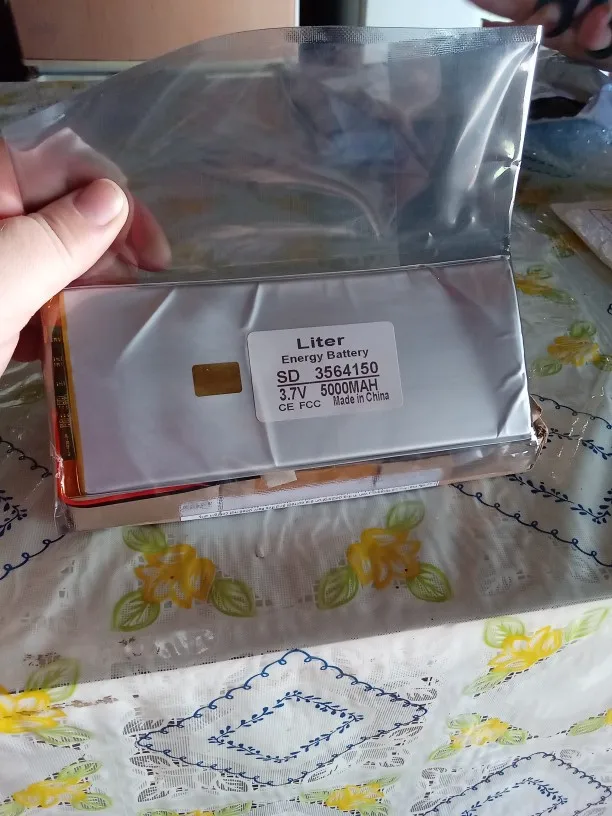 Liter
Energy Battery
SD 3564150
3.7V 5000MAH
CE FCC Made in China